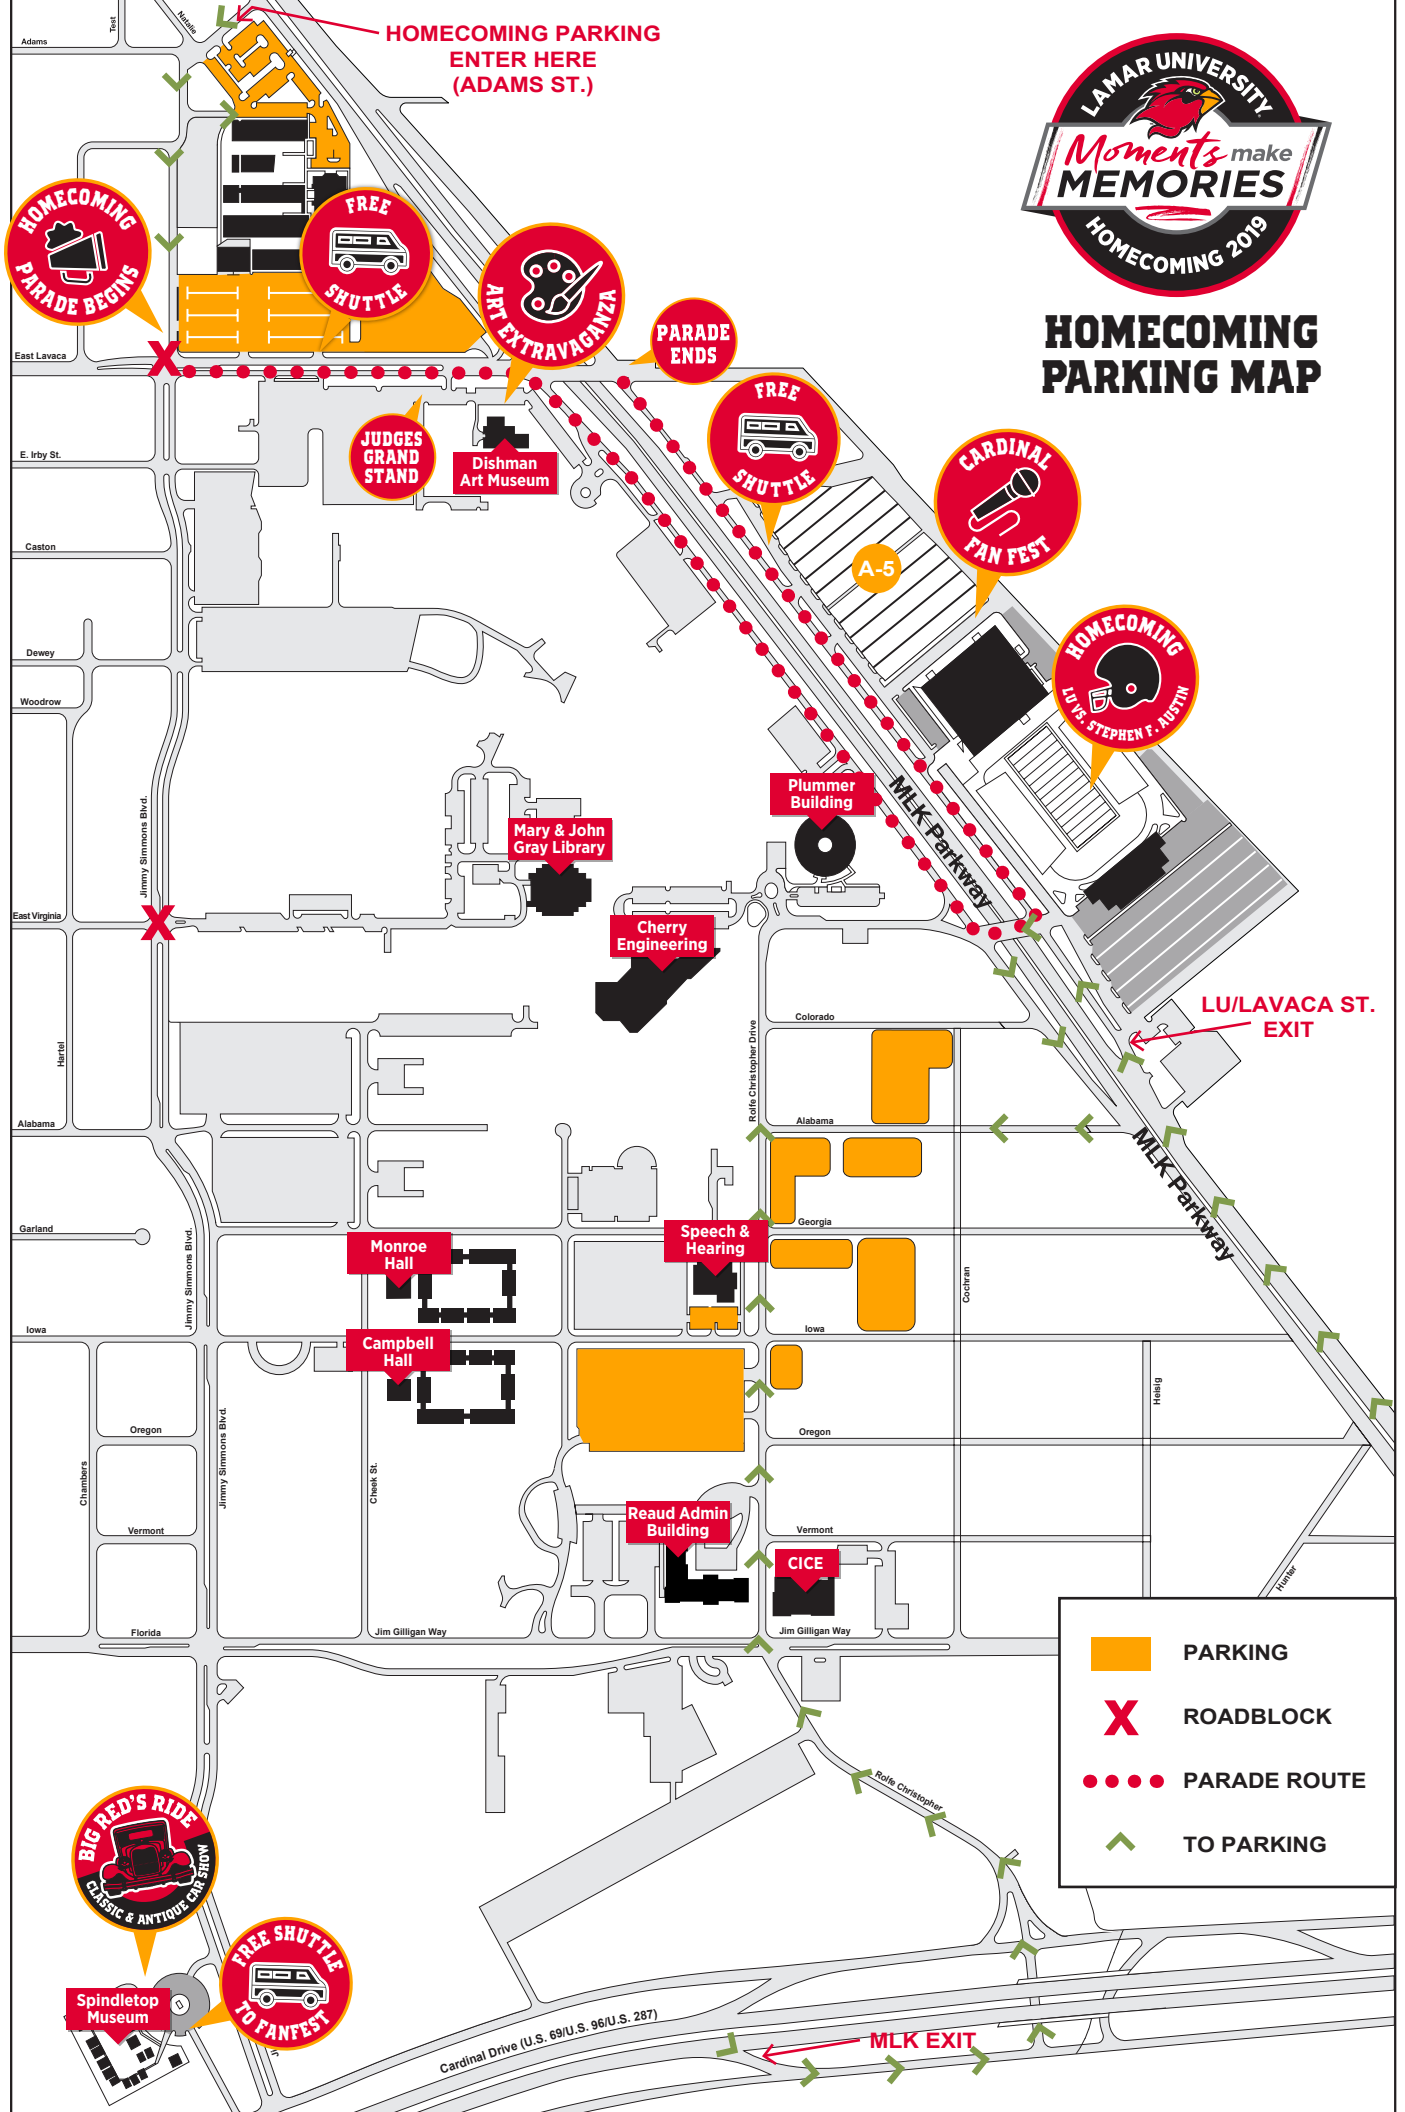 HOMECOMING PARKING
ENTER HERE
(ADAMS ST.)
Test
Natalie
Adams
LAMAR UNIVERSITY
Moments make
MEMORIES
HOMECOMING 2019
HOMECOMING
PARKING MAP
HOMECOMING
PARADE BEGINS
FREE
SHUTTLE
ART EXTRAVAGANZA
PARADE
ENDS
East Lavaca
X
JUDGES
GRAND
STAND
Dishman
Art Museum
FREE
SHUTTLE
CARDINAL
FAN FEST
E. Irby St.
A-5
Caston
HOMECOMING
LU VS. STEPHEN F. AUSTIN
Dewey
Woodrow
Jimmy Simmons Blvd.
Plummer
Building
MLK Parkway
Mary & John
Gray Library
East Virginia
X
Cherry
Engineering
LU/LAVACA ST.
EXIT
Colorado
Rolfe Christopher Drive
Hartel
Alabama
Alabama
MLK Parkway
Garland
Georgia
Jimmy Simmons Blvd.
Monroe
Hall
Speech &
Hearing
Cochran
Iowa
Iowa
Campbell
Hall
Heisig
Oregon
Oregon
Chambers
Jimmy Simmons Blvd.
Cheek St.
Reaud Admin
Building
Vermont
Vermont
CICE
Hunter
Florida
Jim Gilligan Way
Jim Gilligan Way
PARKING
X ROADBLOCK
PARADE ROUTE
TO PARKING
Rolfe Christopher
BIG RED'S RIDE
CLASSIC & ANTIQUE CAR SHOW
FREE SHUTTLE
TO FANFEST
Spindletop
Museum
Cardinal Drive (U.S. 69/U.S. 96/U.S. 287)
MLK EXIT